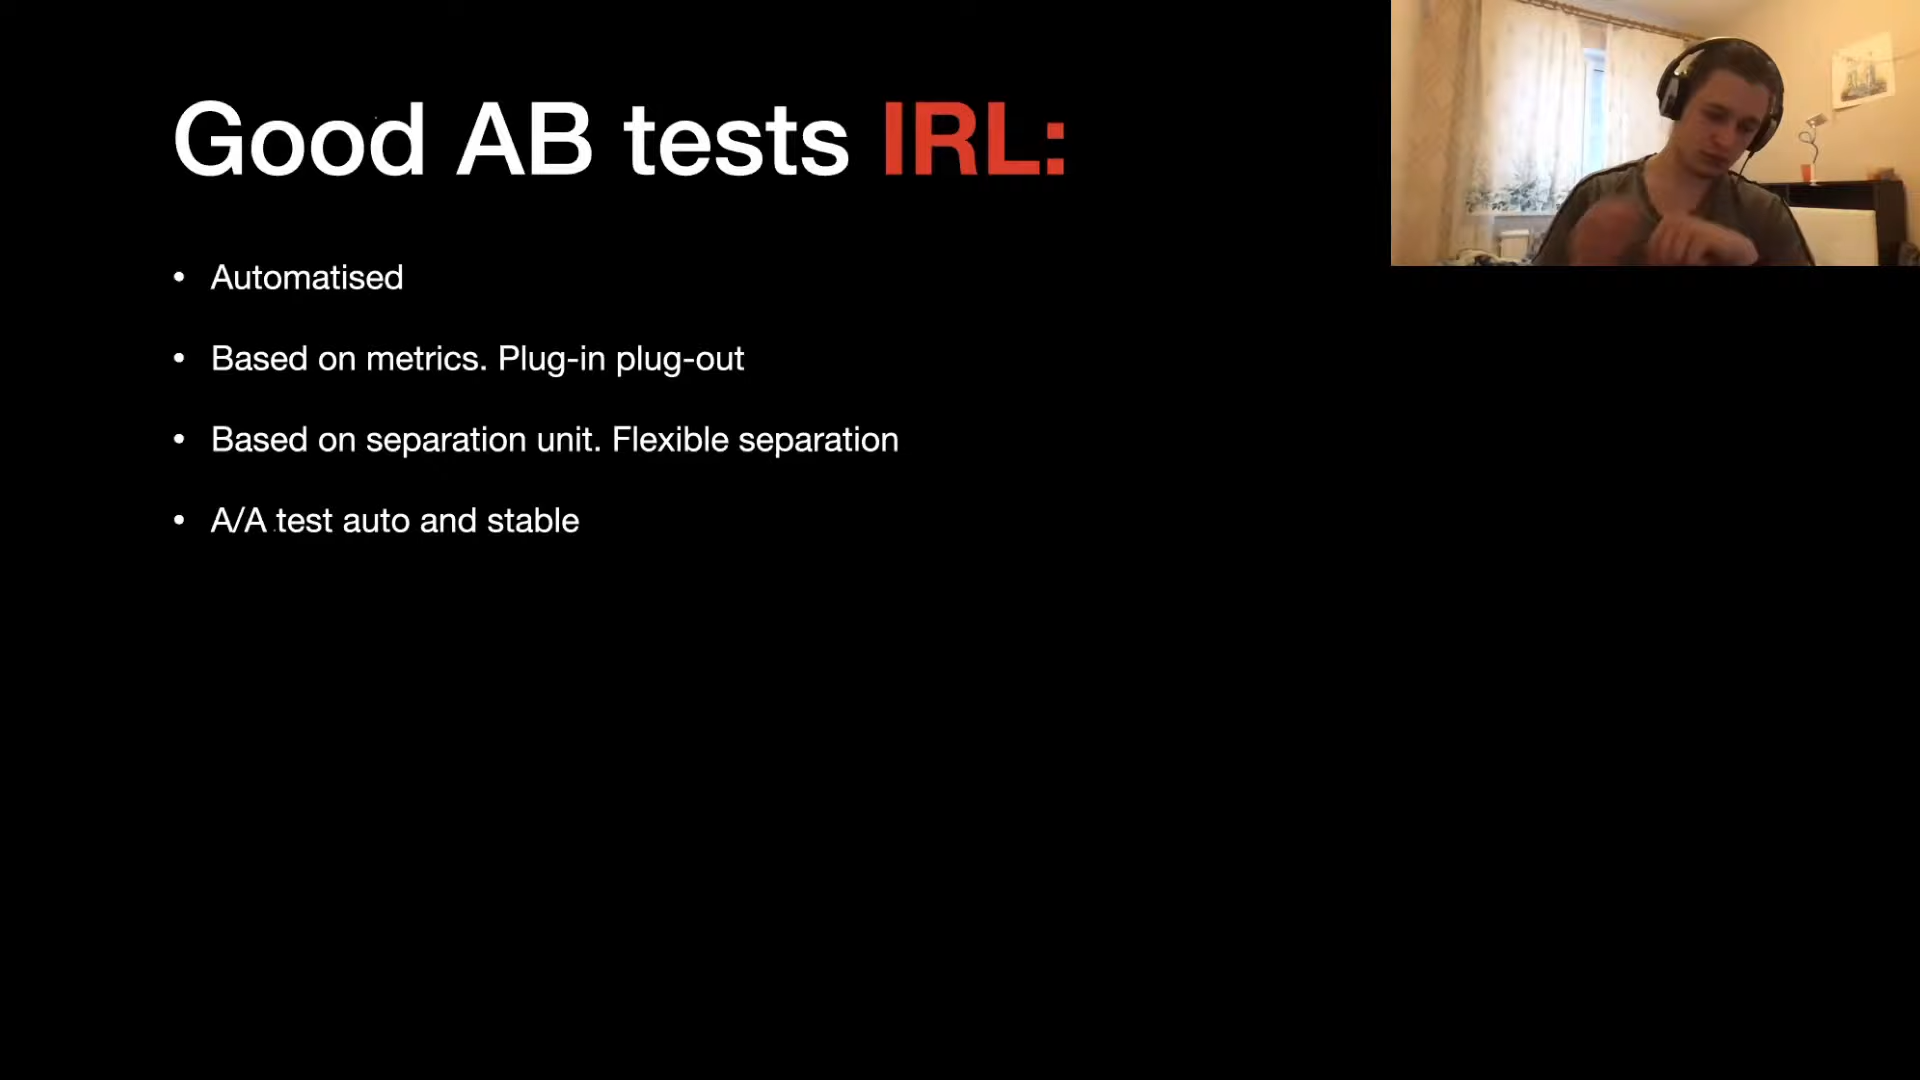 Good AB tests IRL:
• Automatised
• Based on metrics. Plug-in plug-out
• Based on separation unit. Flexible separation
• A/A test auto and stable